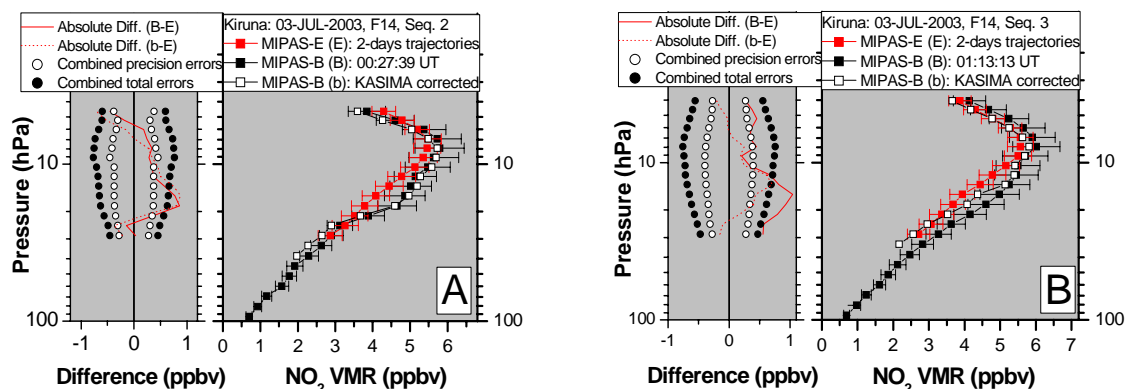 Absolute Diff. (B-E)
Absolute Diff. (b-E)
Combined precision errors
Combined total errors
Kiruna: 03-JUL-2003, F14, Seq. 2
MIPAS-E (E): 2-days trajectories
MIPAS-B (B): 00:27:39 UT
MIPAS-B (b): KASIMA corrected
Pressure (hPa)
10
100
10
100
A
-1 0 1
0 1 2 3 4 5 6 7
Difference (ppbv)
NO2 VMR (ppbv)
Absolute Diff. (B-E)
Absolute Diff. (b-E)
Combined precision errors
Combined total errors
Kiruna: 03-JUL-2003, F14, Seq. 3
MIPAS-E (E): 2-days trajectories
MIPAS-B (B): 01:13:13 UT
MIPAS-B (b): KASIMA corrected
Pressure (hPa)
10
100
10
100
B
-1 0 1
0 1 2 3 4 5 6 7
Difference (ppbv)
NO2 VMR (ppbv)